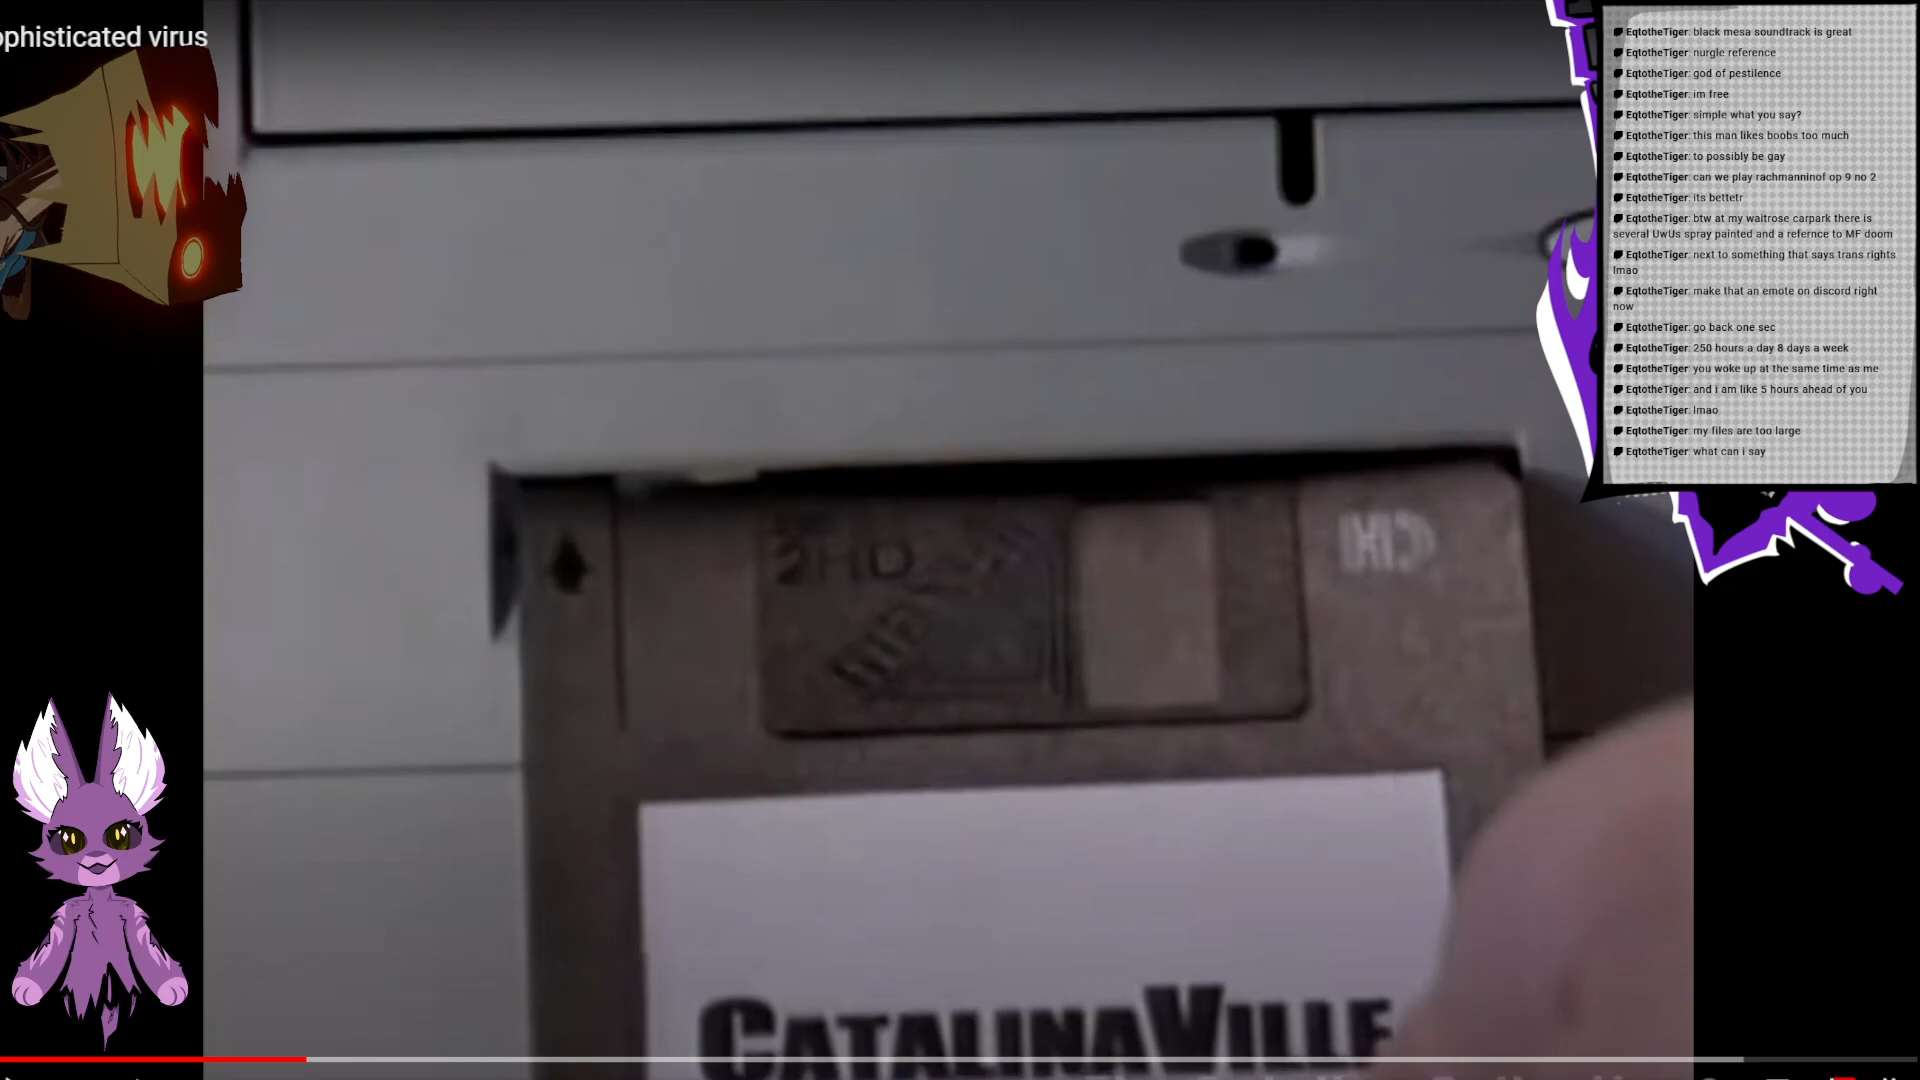 ophisticated virus
EqtotheTiger: black mesa soundtrack is great
EqtotheTiger: nurgle reference
EqtotheTiger: god of pestilence
EqtotheTiger: im free
EqtotheTiger: simple what you say?
EqtotheTiger: this man likes boobs too much
EqtotheTiger: to possibly be gay
EqtotheTiger: can we play rachmanninof op 9 no 2
EqtotheTiger: its bettetr
EqtotheTiger: btw at my waitrose carpark there is
several UwUs spray painted and a refernce to MF doom
EqtotheTiger: next to something that says trans rights
lmao
EqtotheTiger: make that an emote on discord right
now
EqtotheTiger: go back one sec
EqtotheTiger: 250 hours a day 8 days a week
EqtotheTiger: you woke up at the same time as me
EqtotheTiger: and i am like 5 hours ahead of you
EqtotheTiger: lmao
EqtotheTiger: my files are too large
EqtotheTiger: what can i say
2HD
HD
CATALINAVILLE